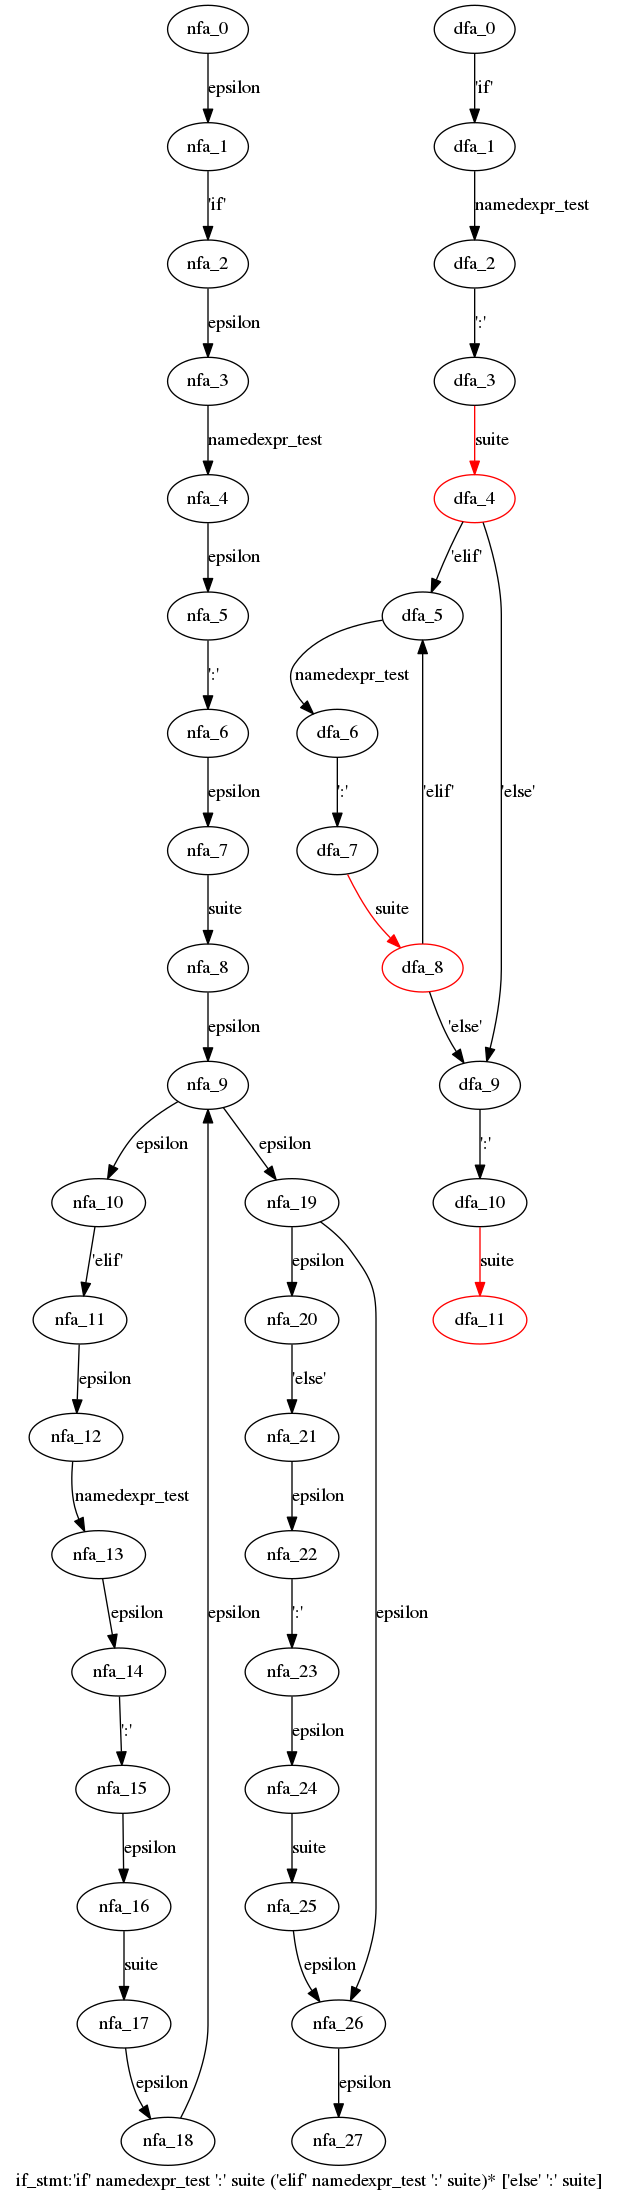 nfa_0
epsilon
nfa_1
'if'
nfa_2
epsilon
nfa_3
namedexpr_test
nfa_4
epsilon
nfa_5
':'
nfa_6
epsilon
nfa_7
suite
nfa_8
epsilon
nfa_9
epsilon
nfa_10
'elif'
nfa_11
epsilon
nfa_12
namedexpr_test
nfa_13
epsilon
nfa_14
':'
nfa_15
epsilon
nfa_16
suite
nfa_17
epsilon
nfa_18
epsilon
epsilon
nfa_19
epsilon
nfa_20
'else'
nfa_21
epsilon
nfa_22
':'
nfa_23
epsilon
nfa_24
suite
nfa_25
epsilon
epsilon
nfa_26
epsilon
nfa_27
dfa_0
'if'
dfa_1
namedexpr_test
dfa_2
':'
dfa_3
suite
dfa_4
'elif'
dfa_5
namedexpr_test
dfa_6
':'
dfa_7
suite
dfa_8
'elif'
'else'
'else'
dfa_9
':'
dfa_10
suite
dfa_11
if_stmt:'if' namedexpr_test ':' suite ('elif' namedexpr_test ':' suite)* ['else' ':' suite]